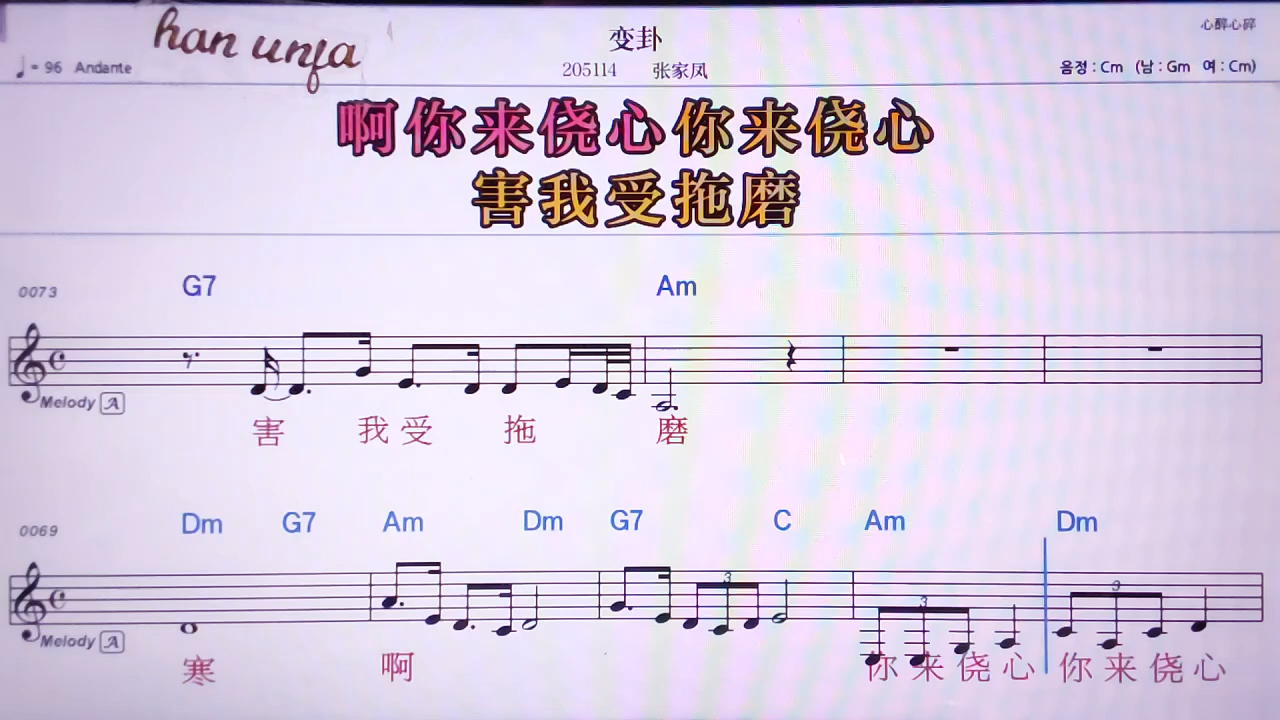 han unja
变卦
心醉心碎
♩= 96 Andante
205114 张家凤
음정 : Cm (남 : Gm 여 : Cm)
啊你来侥心你来侥心
害我受拖磨
0073
G7 Am
Melody A
害 我 受 拖 磨
0069
Dm G7 Am Dm G7 C Am Dm
3 3 3
Melody A
寒 啊 你 来 侥 心 你 来 侥 心